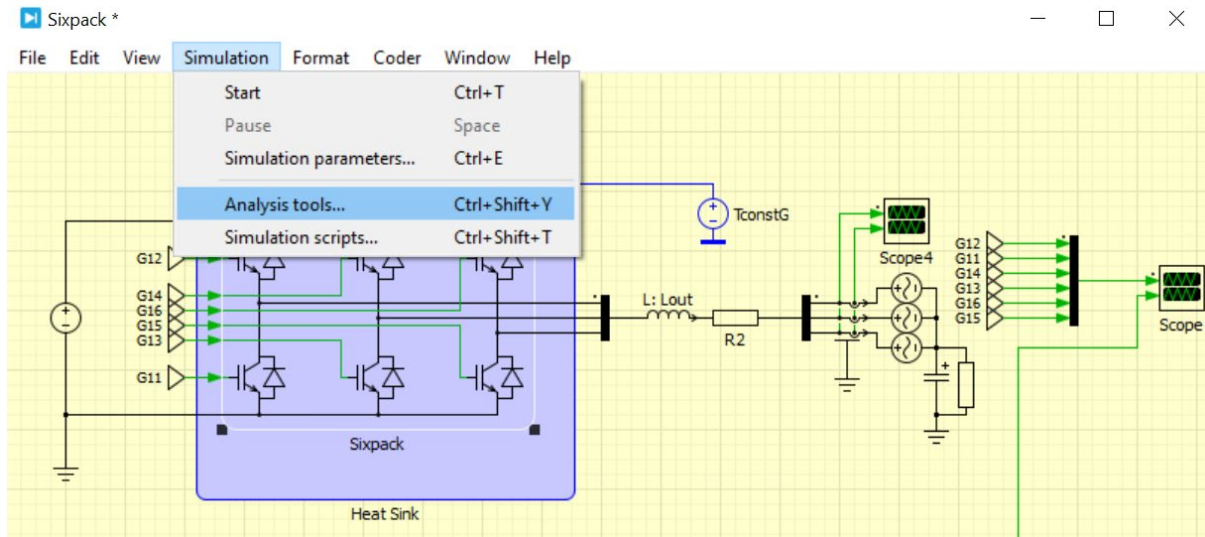 Sixpack *
File Edit View Simulation Format Coder Window Help
Start Ctrl+T
Pause Space
Simulation parameters... Ctrl+E
Analysis tools... Ctrl+Shift+Y
Simulation scripts... Ctrl+Shift+T
TconstG
G12
G14
G16
G15
G13
G11
Sixpack
Heat Sink
L: Lout
R2
Scope4
G12
G11
G14
G13
G16
G15
Scope